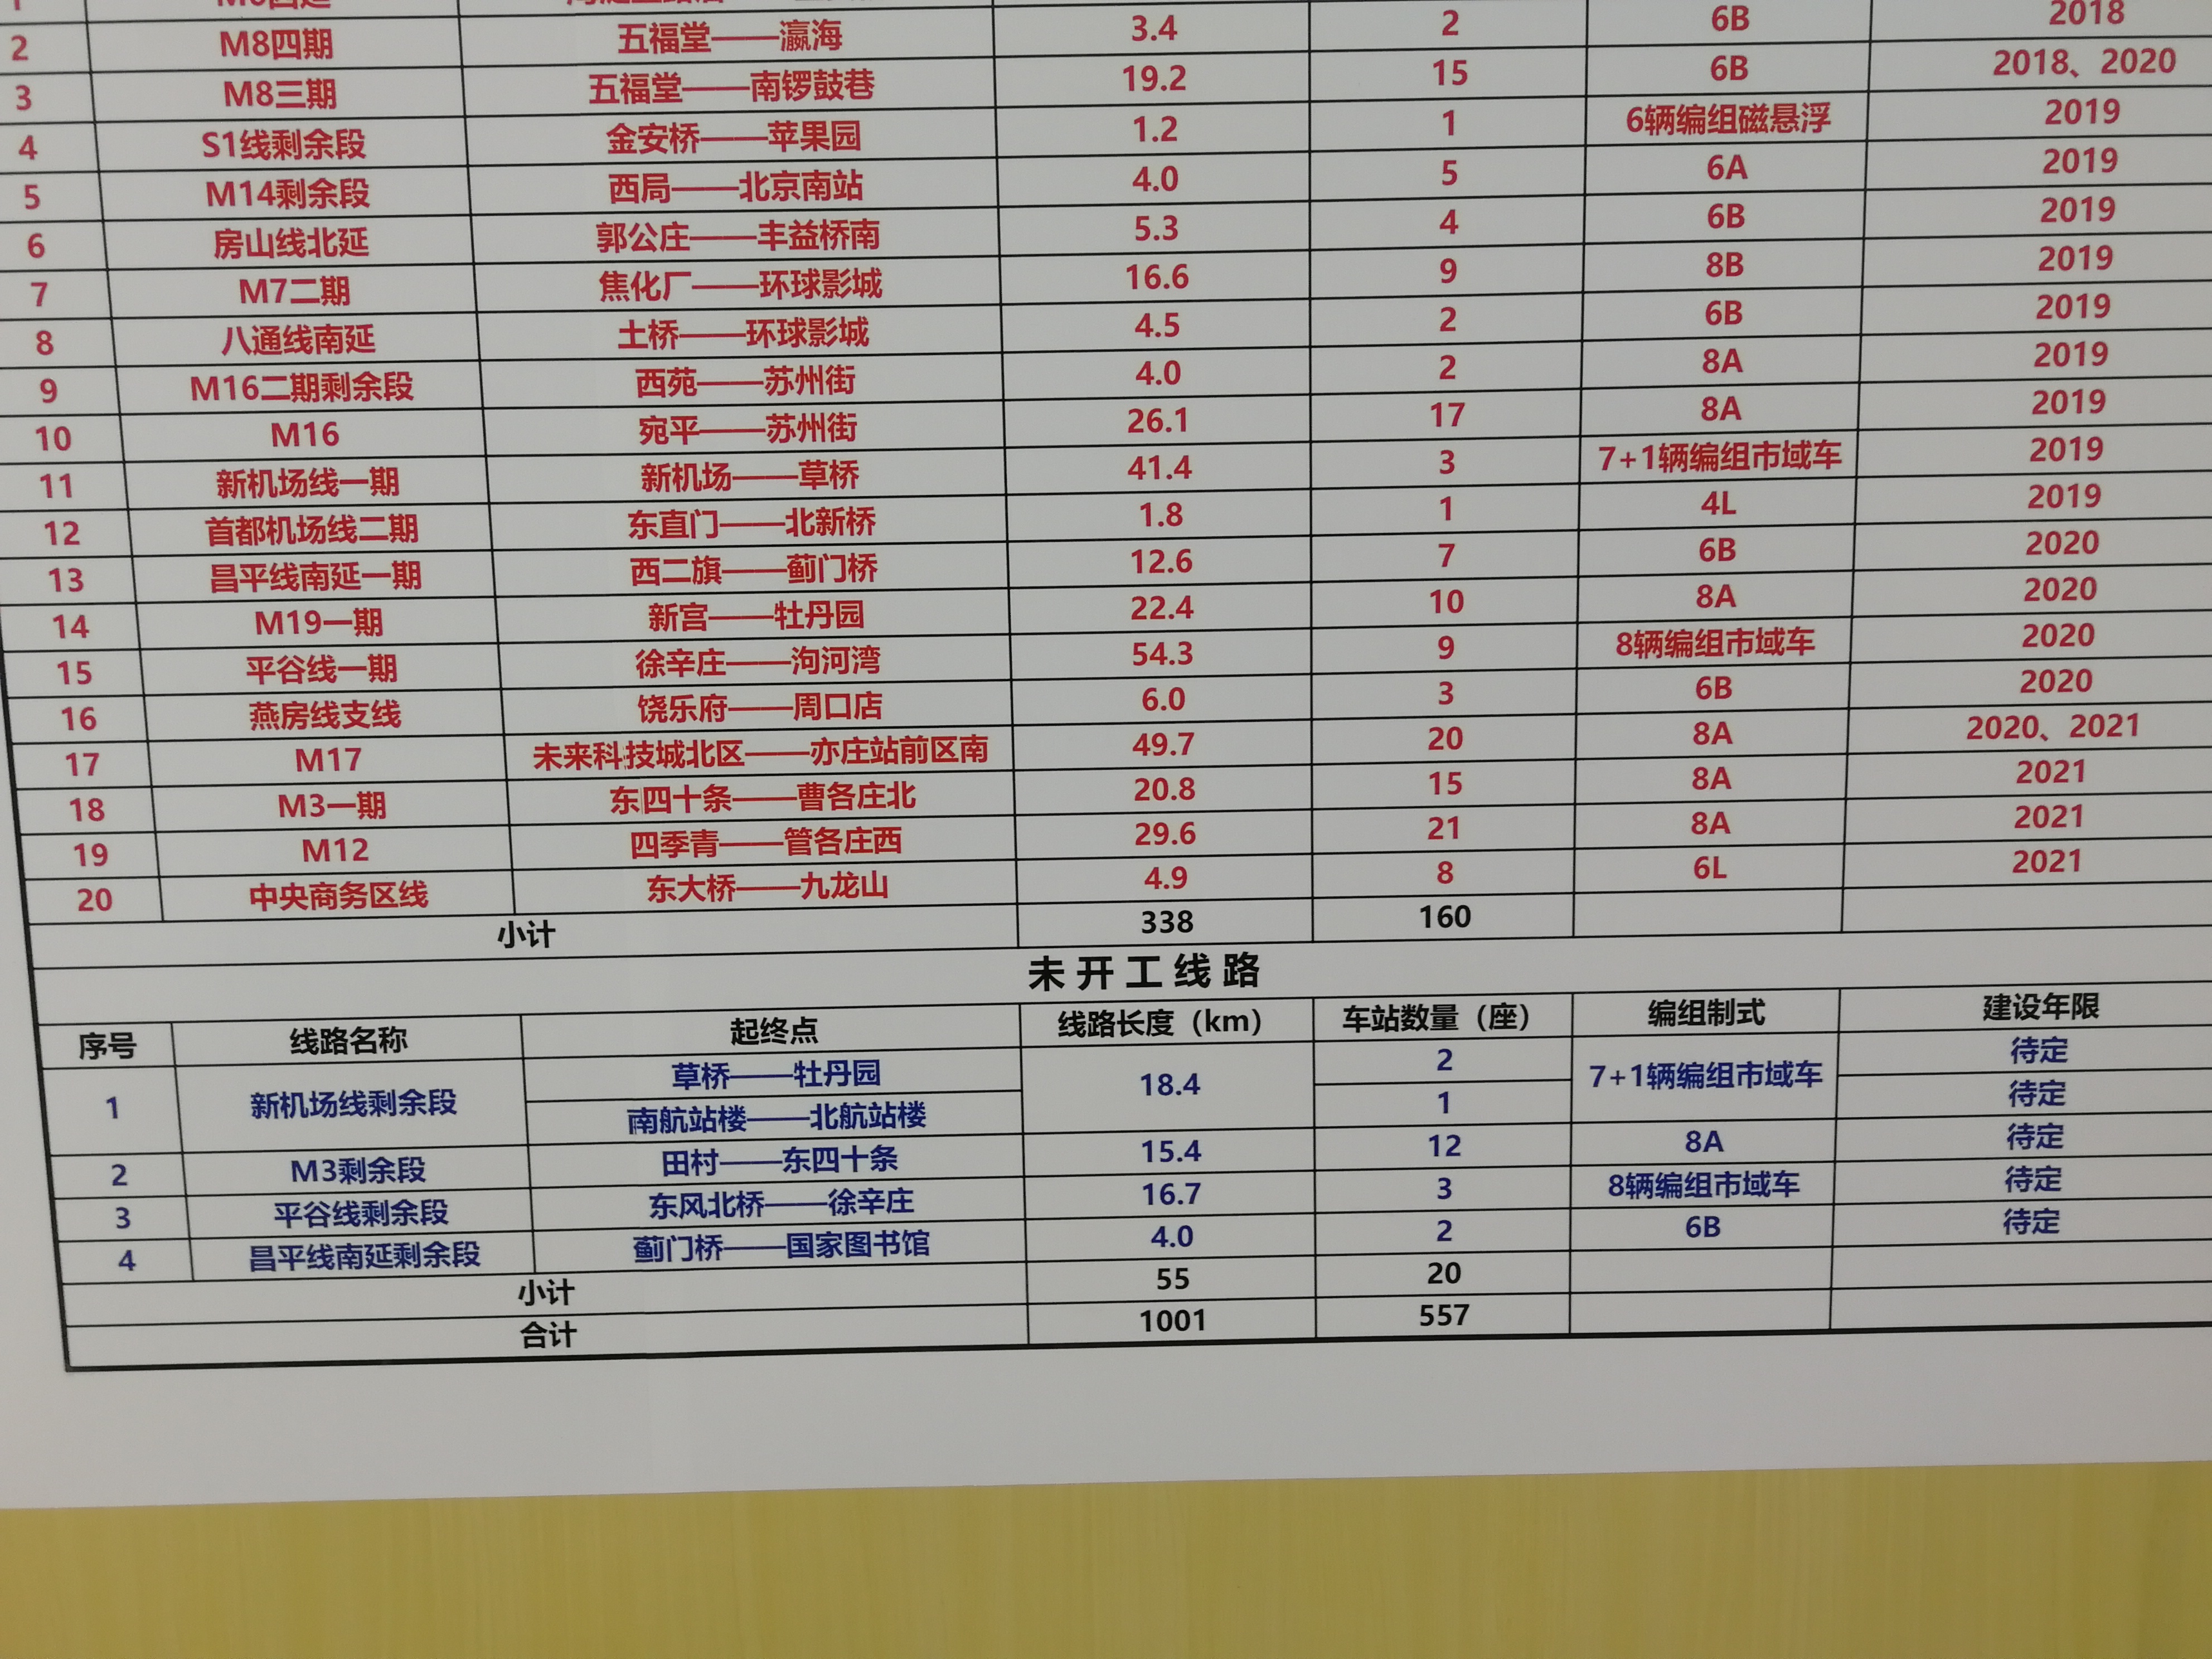 2 M8四期 五福堂——瀛海 3.4 2 6B 2018
3 M8三期 五福堂——南锣鼓巷 19.2 15 6B 2018、2020
4 S1线剩余段 金安桥——苹果园 1.2 1 6辆编组磁悬浮 2019
5 M14剩余段 西局——北京南站 4.0 5 6A 2019
6 房山线北延 郭公庄——丰益桥南 5.3 4 6B 2019
7 M7二期 焦化厂——环球影城 16.6 9 8B 2019
8 八通线南延 土桥——环球影城 4.5 2 6B 2019
9 M16二期剩余段 西苑——苏州街 4.0 2 8A 2019
10 M16 宛平——苏州街 26.1 17 8A 2019
11 新机场线一期 新机场——草桥 41.4 3 7+1辆编组市域车 2019
12 首都机场线二期 东直门——北新桥 1.8 1 4L 2019
13 昌平线南延一期 西二旗——蓟门桥 12.6 7 6B 2020
14 M19一期 新宫——牡丹园 22.4 10 8A 2020
15 平谷线一期 徐辛庄——泃河湾 54.3 9 8辆编组市域车 2020
16 燕房线支线 饶乐府——周口店 6.0 3 6B 2020
17 M17 未来科技城北区——亦庄站前区南 49.7 20 8A 2020、2021
18 M3一期 东四十条——曹各庄北 20.8 15 8A 2021
19 M12 四季青——管各庄西 29.6 21 8A 2021
20 中央商务区线 东大桥——九龙山 4.9 8 6L 2021
小计 338 160
未开工线路
序号 线路名称 起终点 线路长度（km） 车站数量（座） 编组制式 建设年限
1 新机场线剩余段 草桥——牡丹园 18.4 2 7+1辆编组市域车 待定
南航站楼——北航站楼 1 待定
2 M3剩余段 田村——东四十条 15.4 12 8A 待定
3 平谷线剩余段 东风北桥——徐辛庄 16.7 3 8辆编组市域车 待定
4 昌平线南延剩余段 蓟门桥——国家图书馆 4.0 2 6B 待定
小计 55 20
合计 1001 557